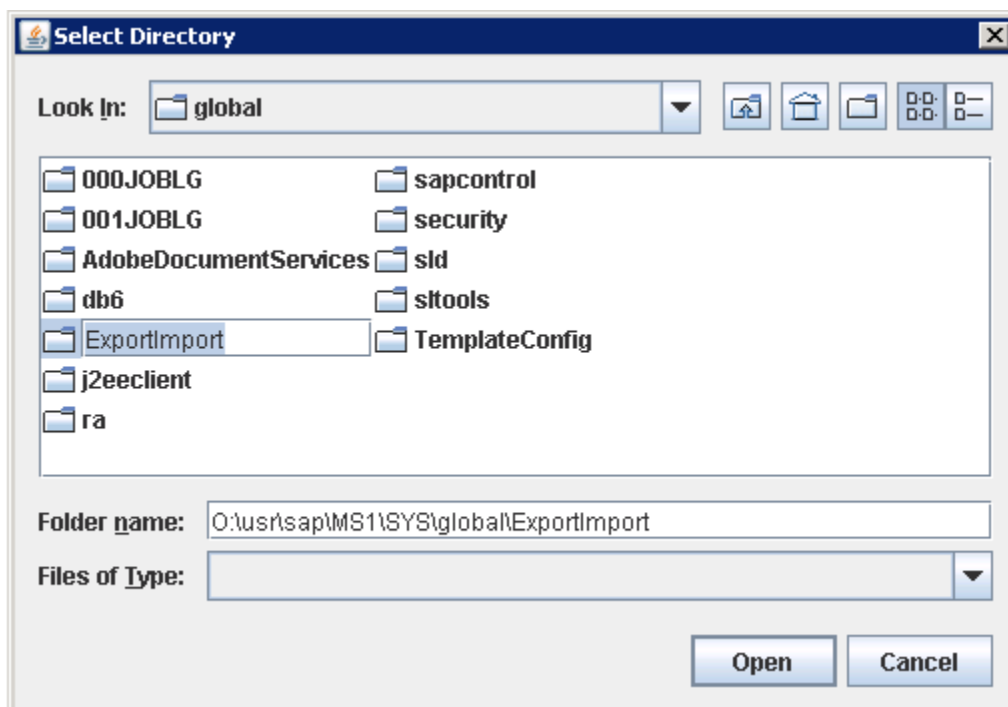 Select Directory
Look In: global
000JOBLG
001JOBLG
AdobeDocumentServices
db6
ExportImport
j2eeclient
ra
sapcontrol
security
sld
sltools
TemplateConfig
Folder name: O:\usr\sap\MS1\SYS\global\ExportImport
Files of Type:
Open Cancel